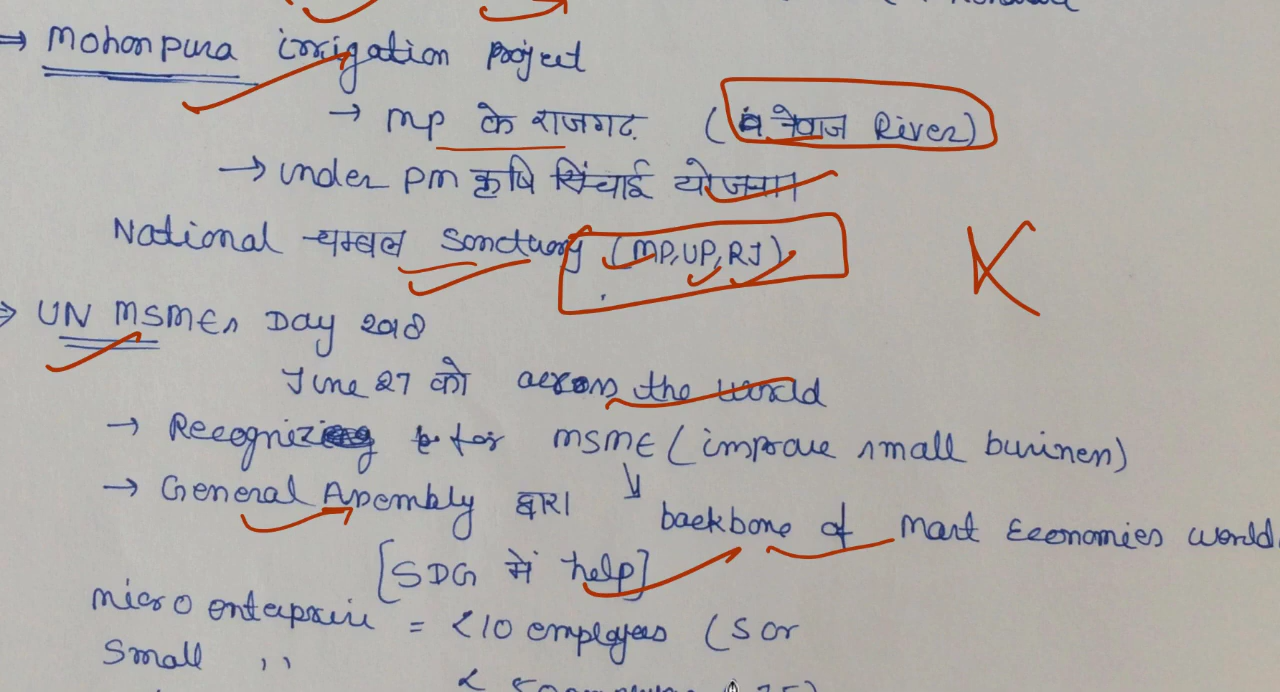 ⇒ Mohanpura irrigation project
→ MP के राजगढ़ (नेवाज River)
→ under PM कृषि सिंचाई योजना
National चम्बल Sanctuary (MP, UP, RJ)
⇒ UN MSMEs Day 2018
June 27 को across the world
→ Recognizing for MSME (improve small business)
→ General Assembly द्वारा
backbone of most Economies world
[SDG में help]
micro enterprise = <10 employees (5 or
Small ,,